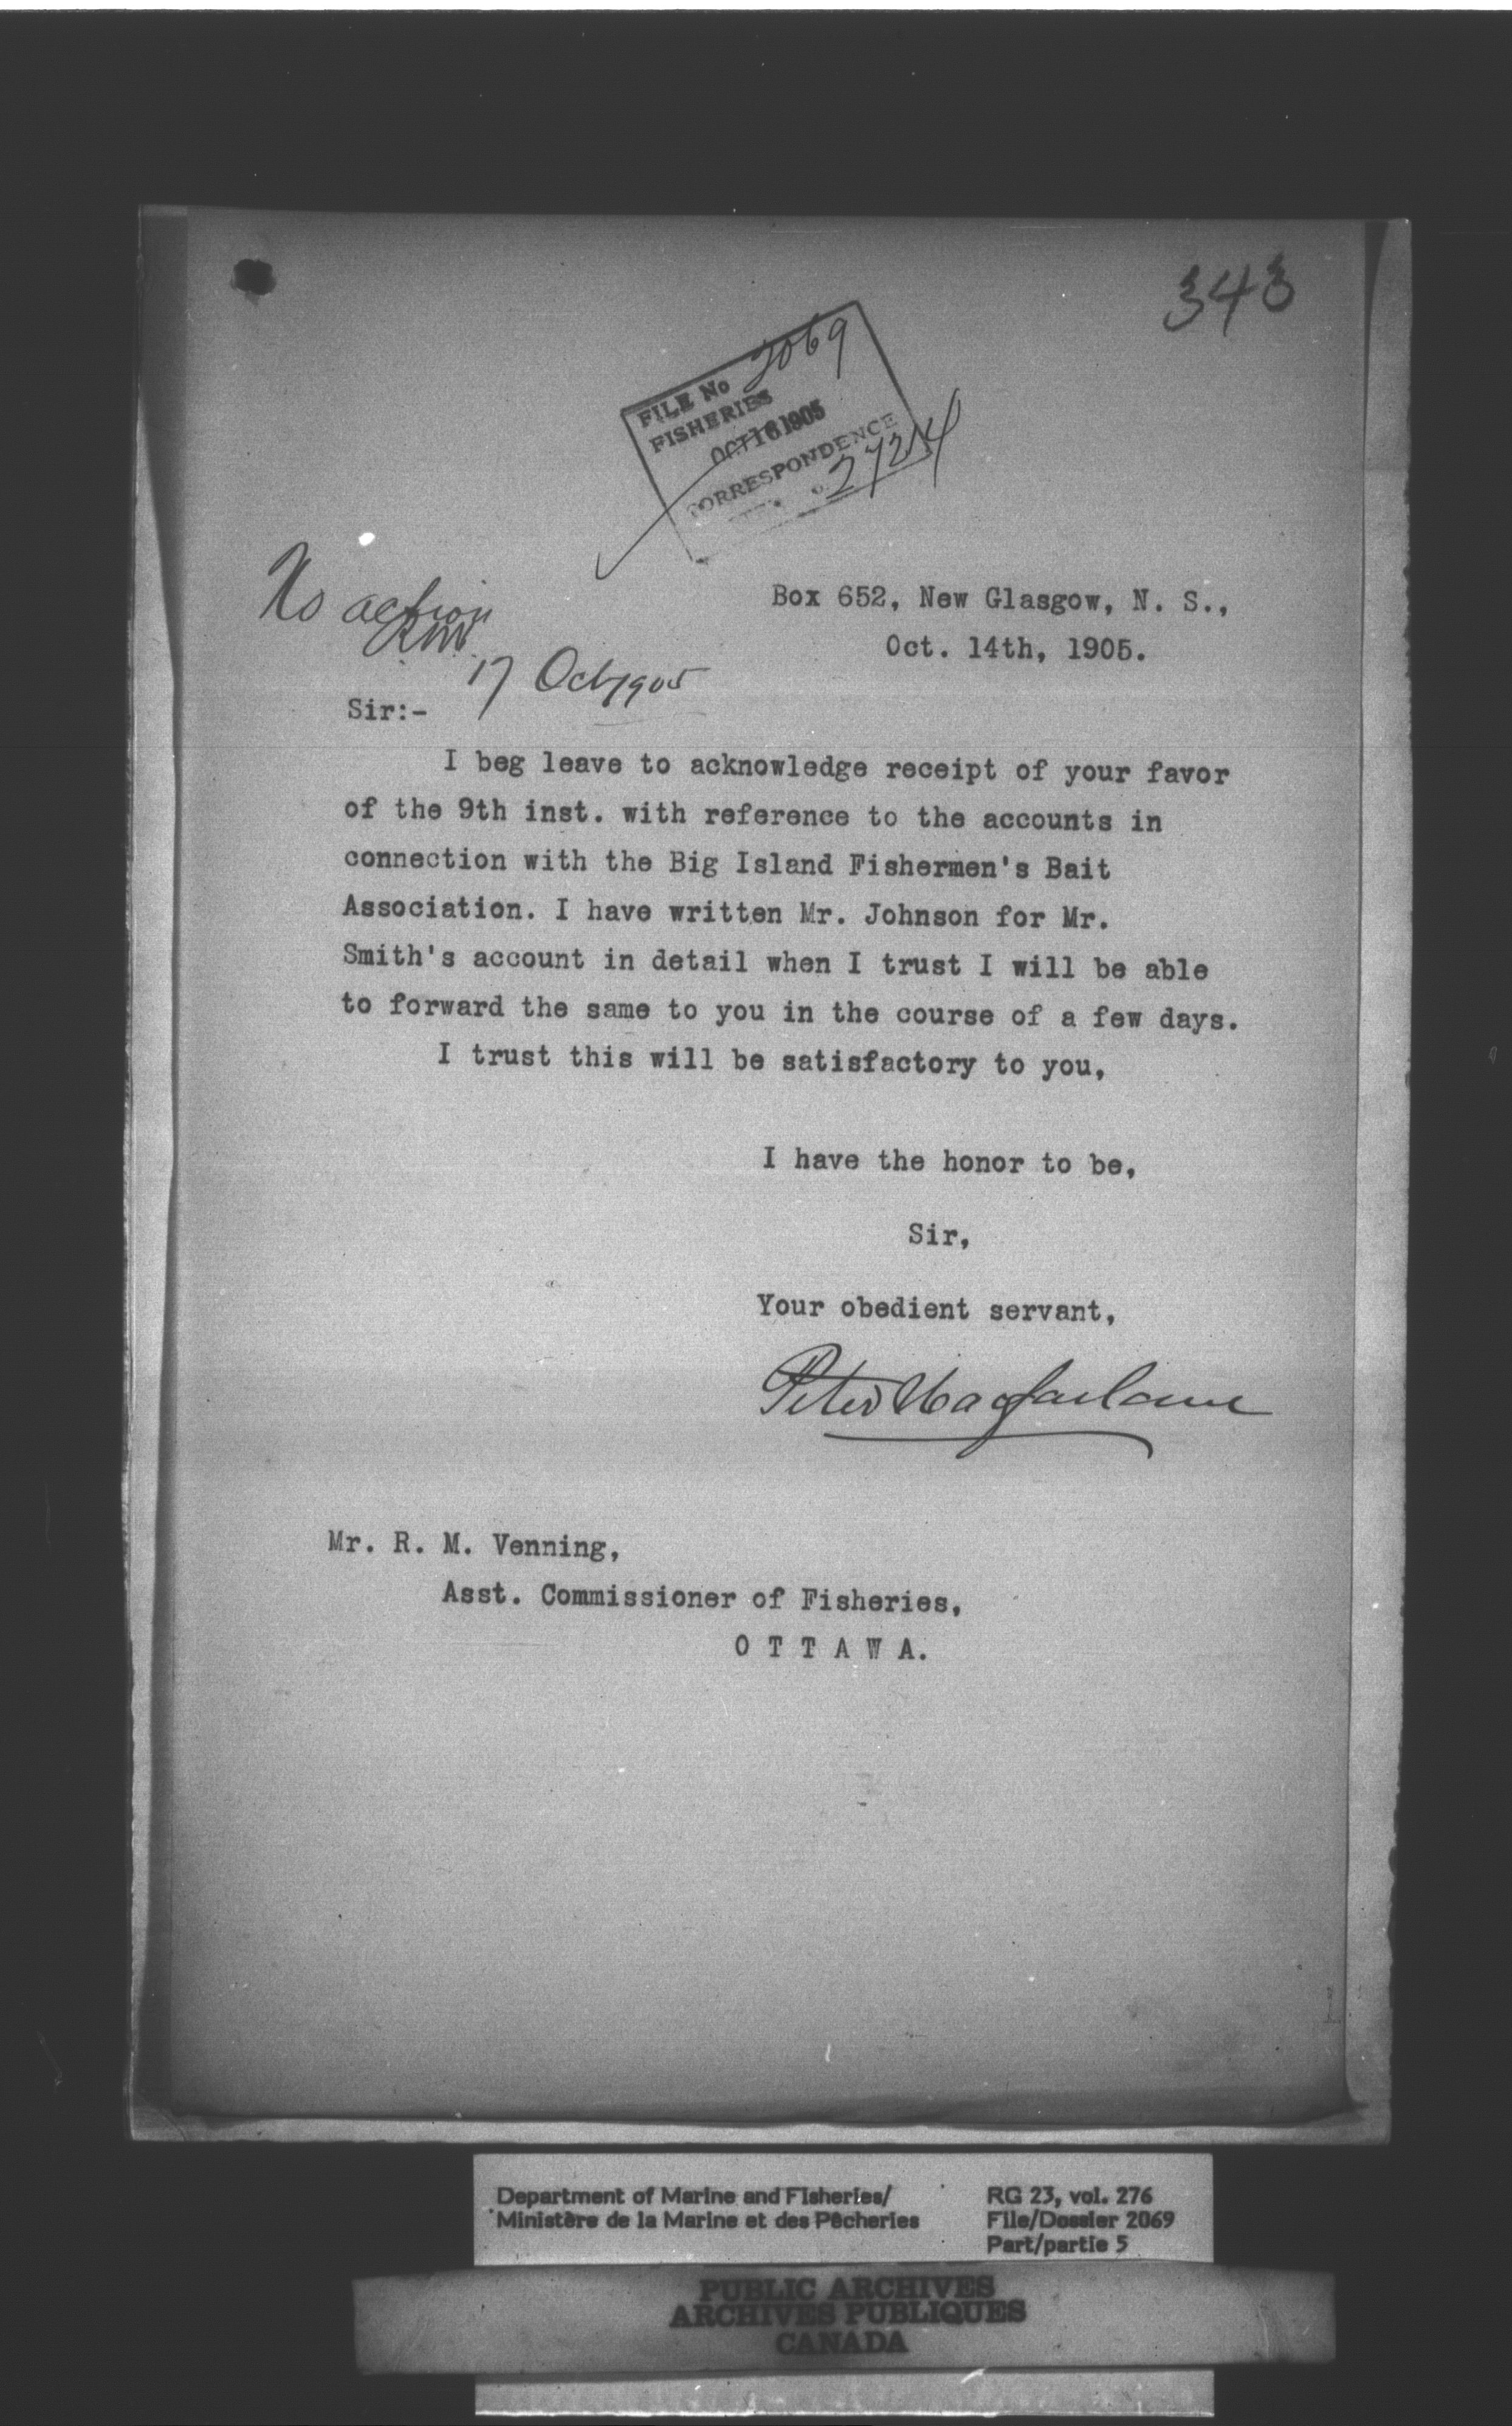 343
FILE No 2069
FISHERIES
OCT 16 1905
CORRESPONDENCE
No action
RMV
17 Oct 1905
Box 652, New Glasgow, N. S.,
Oct. 14th, 1905.
Sir:-
I beg leave to acknowledge receipt of your favor
of the 9th inst. with reference to the accounts in
connection with the Big Island Fishermen's Bait
Association. I have written Mr. Johnson for Mr.
Smith's account in detail when I trust I will be able
to forward the same to you in the course of a few days.
I trust this will be satisfactory to you,
I have the honor to be,
Sir,
Your obedient servant,
Peter Macfarlane
Mr. R. M. Venning,
Asst. Commissioner of Fisheries,
O T T A W A.
Department of Marine and Fisheries/
Ministère de la Marine et des Pêcheries
RG 23, vol. 276
File/Dossier 2069
Part/partie 5
PUBLIC ARCHIVES
ARCHIVES PUBLIQUES
CANADA